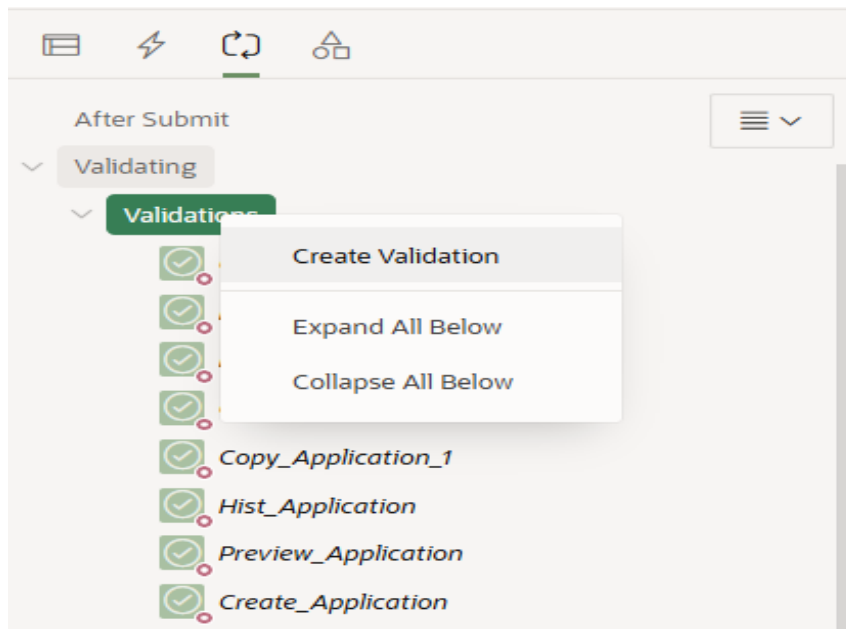 After Submit
Validating
Validations
Create Validation
Expand All Below
Collapse All Below
Copy_Application_1
Hist_Application
Preview_Application
Create_Application